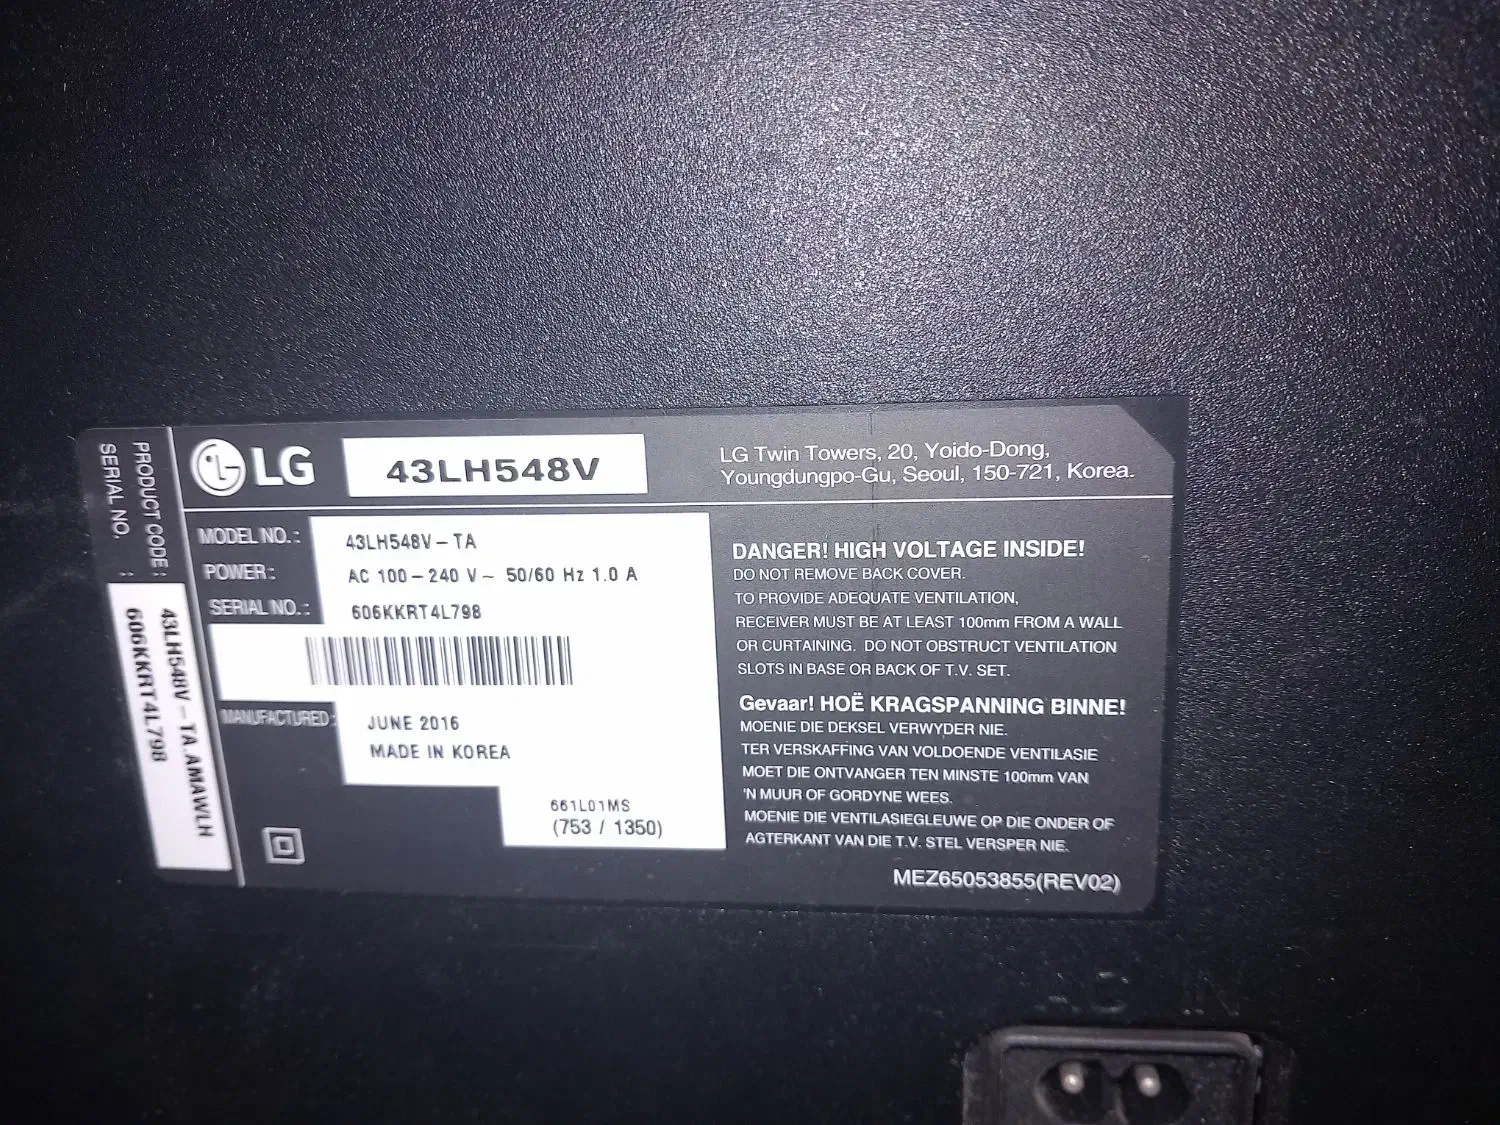 PRODUCT CODE : 43LH548V-TA.AMAWLH
SERIAL NO. : 606KKRT4L798
LG 43LH548V
LG Twin Towers, 20, Yoido-Dong,
Youngdungpo-Gu, Seoul, 150-721, Korea.
MODEL NO. : 43LH548V-TA
POWER : AC 100-240 V~ 50/60 Hz 1.0 A
SERIAL NO. : 606KKRT4L798
MANUFACTURED : JUNE 2016
MADE IN KOREA
661L01MS
(753 / 1350)
DANGER! HIGH VOLTAGE INSIDE!
DO NOT REMOVE BACK COVER.
TO PROVIDE ADEQUATE VENTILATION,
RECEIVER MUST BE AT LEAST 100mm FROM A WALL
OR CURTAINING. DO NOT OBSTRUCT VENTILATION
SLOTS IN BASE OR BACK OF T.V. SET.
Gevaar! HOË KRAGSPANNING BINNE!
MOENIE DIE DEKSEL VERWYDER NIE.
TER VERSKAFFING VAN VOLDOENDE VENTILASIE
MOET DIE ONTVANGER TEN MINSTE 100mm VAN
'N MUUR OF GORDYNE WEES.
MOENIE DIE VENTILASIEGLEUWE OP DIE ONDER OF
AGTERKANT VAN DIE T.V. STEL VERSPER NIE.
MEZ65053855(REV02)